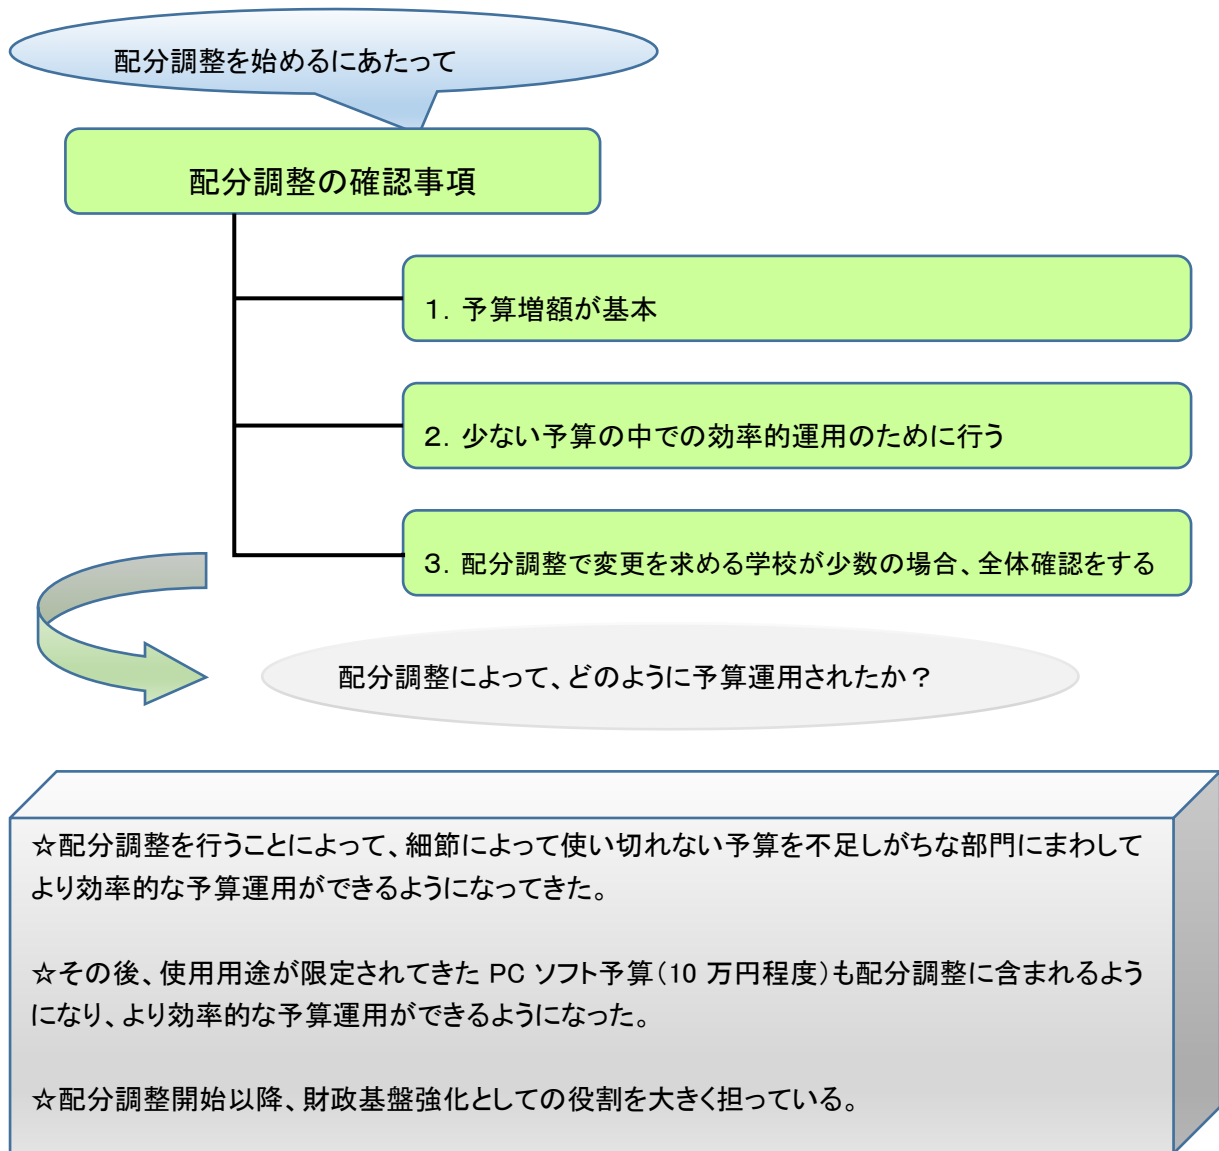 配分調整を始めるにあたって
配分調整の確認事項
１．予算増額が基本
２．少ない予算の中での効率的運用のために行う
３．配分調整で変更を求める学校が少数の場合、全体確認をする
配分調整によって、どのように予算運用されたか？
☆配分調整を行うことによって、細節によって使い切れない予算を不足しがちな部門にまわして
より効率的な予算運用ができるようになってきた。
☆その後、使用用途が限定されてきた PC ソフト予算（10 万円程度）も配分調整に含まれるよう
になり、より効率的な予算運用ができるようになった。
☆配分調整開始以降、財政基盤強化としての役割を大きく担っている。